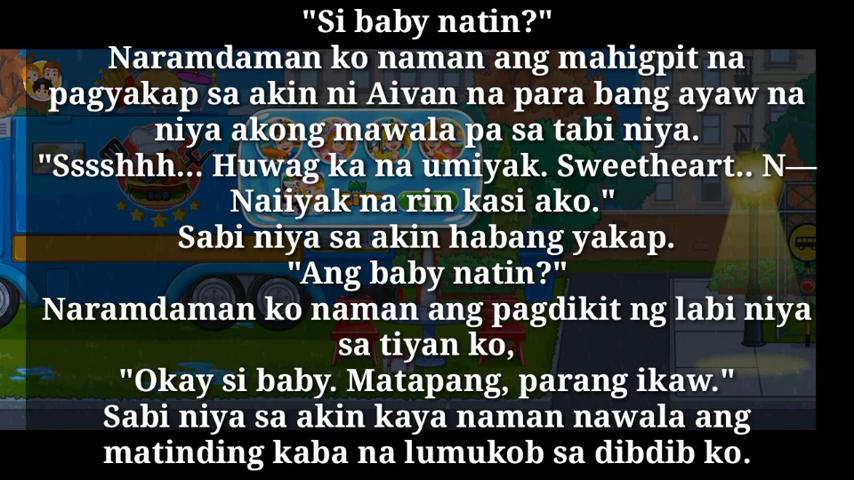 "Si baby natin?"
Naramdaman ko naman ang mahigpit na
pagyakap sa akin ni Aivan na para bang ayaw na
niya akong mawala pa sa tabi niya.
"Sssshhh... Huwag ka na umiyak. Sweetheart.. N—
Naiiyak na rin kasi ako."
Sabi niya sa akin habang yakap.
"Ang baby natin?"
Naramdaman ko naman ang pagdikit ng labi niya
sa tiyan ko,
"Okay si baby. Matapang, parang ikaw."
Sabi niya sa akin kaya naman nawala ang
matinding kaba na lumukob sa dibdib ko.